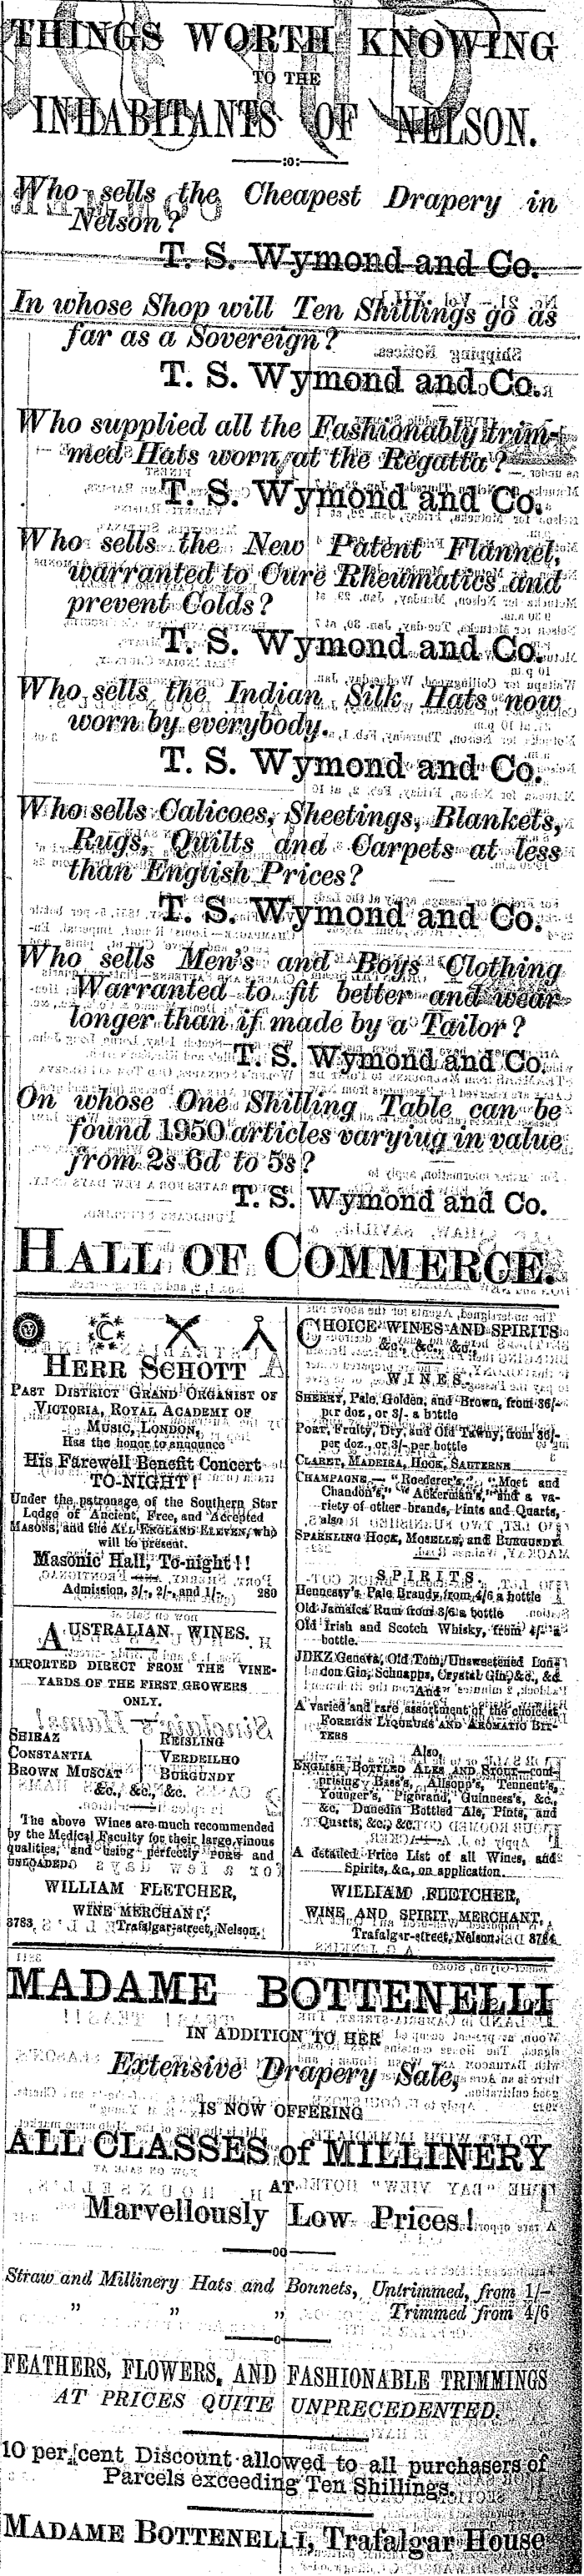 THINGS WORTH KNOWING
TO THE
INHABITANTS OF NELSON.
:o:
Who sells the Cheapest Drapery in
Nelson?
T. S. Wymond and Co.
In whose Shop will Ten Shillings go as
far as a Sovereign?
T. S. Wymond and Co.
Who supplied all the Fashionably trim-
med Hats worn at the Regatta?
T. S. Wymond and Co.
Who sells the New Patent Flannel,
warranted to Cure Rheumatics and
prevent Colds?
T. S. Wymond and Co.
Who sells the Indian Silk Hats now
worn by everybody.
T. S. Wymond and Co.
Who sells Calicoes, Sheetings, Blankets,
Rugs, Quilts and Carpets at less
than English Prices?
T. S. Wymond and Co.
Who sells Men's and Boys Clothing
Warranted to fit better and wear
longer than if made by a Tailor?
T. S. Wymond and Co.
On whose One Shilling Table can be
found 1950 articles varyiug in value
from 2s 6d to 5s?
T. S. Wymond and Co.
HALL OF COMMERCE.
HERR SCHOTT
PAST DISTRICT GRAND ORGANIST OF
VICTORIA, ROYAL ACADEMY OF
MUSIC, LONDON,
Has the honor to announce
His Farewell Benefit Concert
TO-NIGHT!
Under the patronage of the Southern Star
Lodge of Ancient, Free, and Accepted
MASONS, and the ALL ENGLAND ELEVEN, who
will be present.
Masonic Hall, To-night!!
Admission, 3/-, 2/-, and 1/-. 280
AUSTRALIAN WINES.
IMPORTED DIRECT FROM THE VINE-
YARDS OF THE FIRST GROWERS
ONLY.
SHIRAZ REISLING
CONSTANTIA VERDEILHO
BROWN MUSCAT BURGUNDY
&c., &c., &c.
The above Wines are much recommended
by the Medical Faculty for their large vinous
qualities, and being perfectly PURE and
UNLOADED.
WILLIAM FLETCHER,
WINE MERCHANT,
3783 Trafalgar-street, Nelson.
CHOICE WINES AND SPIRITS
&c., &c., &c.
WINES.
SHERRY, Pale, Golden, and Brown, from 36/-
per doz., or 3/- a bottle
PORT, Fruity, Dry, and Old Tawny, from 36/-
per doz., or 3/- per bottle
CLARET, MADEIRA, HOCK, SAUTERNE
CHAMPAGNE.—"Roederer's," "Moet and
Chandon's," "Ackerman's," and a va-
riety of other brands, Pints and Quarts,
also
SPARKLING HOCK, MOSELLE, and BURGUNDY
SPIRITS.
Hennessy's Pale Brandy, from 4/6 a bottle
Old Jamaica Rum from 3/6 a bottle
Old Irish and Scotch Whisky, from 4/- a
bottle.
JDKZ Geneva, Old Tom, Unsweetened Lon-
don Gin, Schnapps, Crystal Gin, &c., &c.
And
A varied and rare assortment of the choicest
FOREIGN LIQUEURS AND AROMATIC BIT-
TERS
Also,
ENGLISH BOTTLED ALES AND STOUT—com-
prising Bass's, Allsopp's, Tennent's,
Younger's, Pigbrand, Guinness's, &c.,
&c, Dunedin Bottled Ale, Pints, and
Quarts, &c., &c.
A detailed Price List of all Wines, and
Spirits, &c., on application.
WILLIAM FLETCHER,
WINE AND SPIRIT MERCHANT,
Trafalgar-street, Nelson. 3784
MADAME BOTTENELLI
IN ADDITION TO HER
Extensive Drapery Sale,
IS NOW OFFERING
ALL CLASSES of MILLINERY
AT
Marvellously Low Prices!
oo
Straw and Millinery Hats and Bonnets, Untrimmed, from 1/-
" " " Trimmed from 4/6
o
FEATHERS, FLOWERS, AND FASHIONABLE TRIMMINGS
AT PRICES QUITE UNPRECEDENTED.
10 per cent Discount allowed to all purchasers of
Parcels exceeding Ten Shillings.
MADAME BOTTENELLI, Trafalgar House